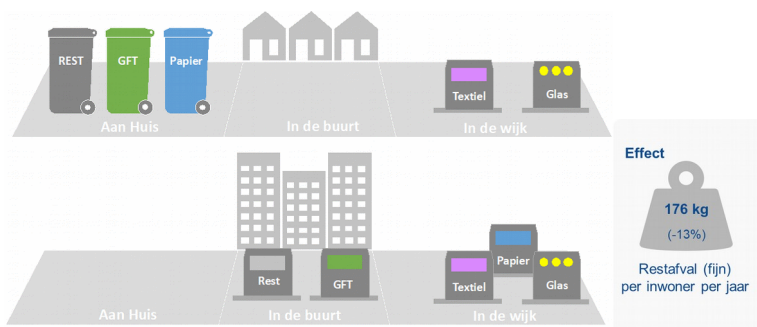 REST
GFT
Papier
Textiel
Glas
Aan Huis
In de buurt
In de wijk
Rest
GFT
Papier
Textiel
Glas
Aan Huis
In de buurt
In de wijk
Effect
176 kg
(-13%)
Restafval (fijn)
per inwoner per jaar